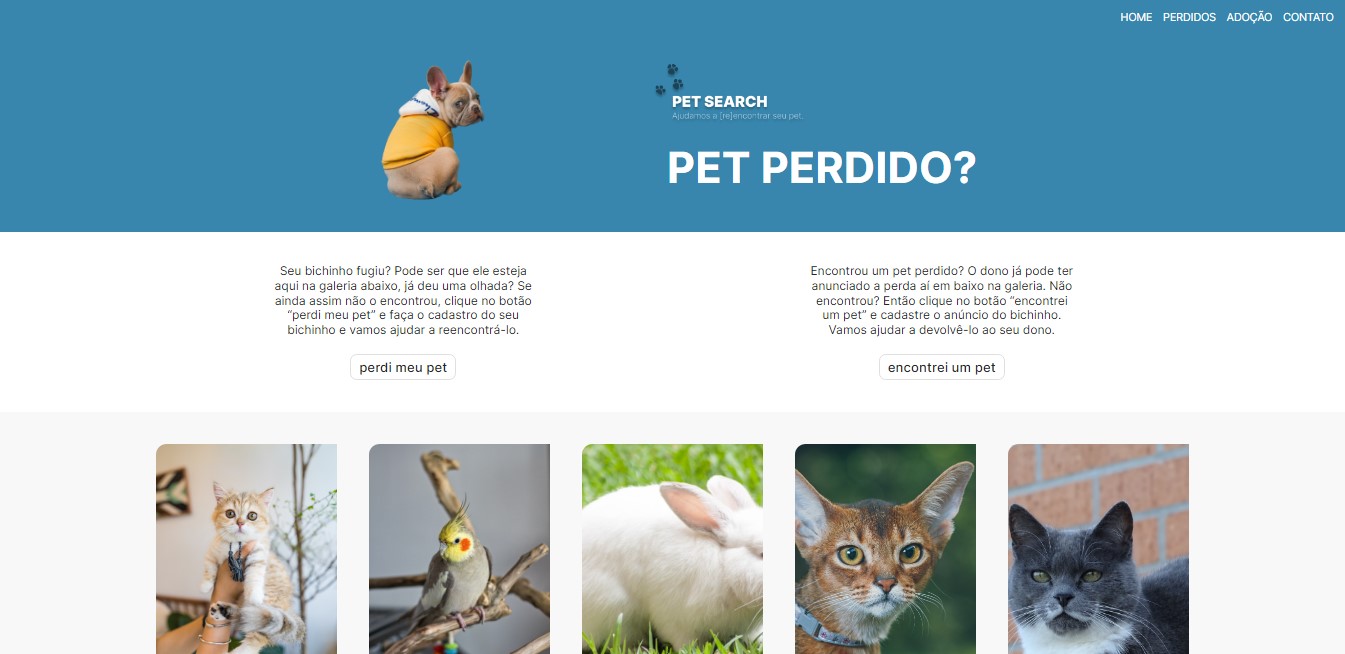 HOME PERDIDOS ADOÇÃO CONTATO
PET SEARCH
Ajudamos a [re]encontrar seu pet.
PET PERDIDO?
Seu bichinho fugiu? Pode ser que ele esteja
aqui na galeria abaixo, já deu uma olhada? Se
ainda assim não o encontrou, clique no botão
“perdi meu pet” e faça o cadastro do seu
bichinho e vamos ajudar a reencontrá-lo.
perdi meu pet
Encontrou um pet perdido? O dono já pode ter
anunciado a perda aí em baixo na galeria. Não
encontrou? Então clique no botão “encontrei
um pet” e cadastre o anúncio do bichinho.
Vamos ajudar a devolvê-lo ao seu dono.
encontrei um pet